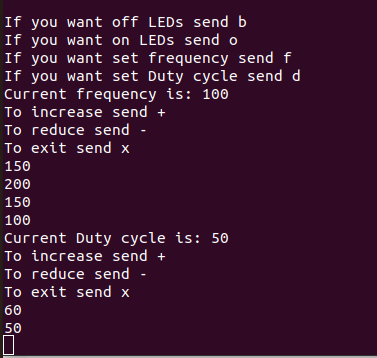 If you want off LEDs send b
If you want on LEDs send o
If you want set frequency send f
If you want set Duty cycle send d
Current frequency is: 100
To increase send +
To reduce send -
To exit send x
150
200
150
100
Current Duty cycle is: 50
To increase send +
To reduce send -
To exit send x
60
50